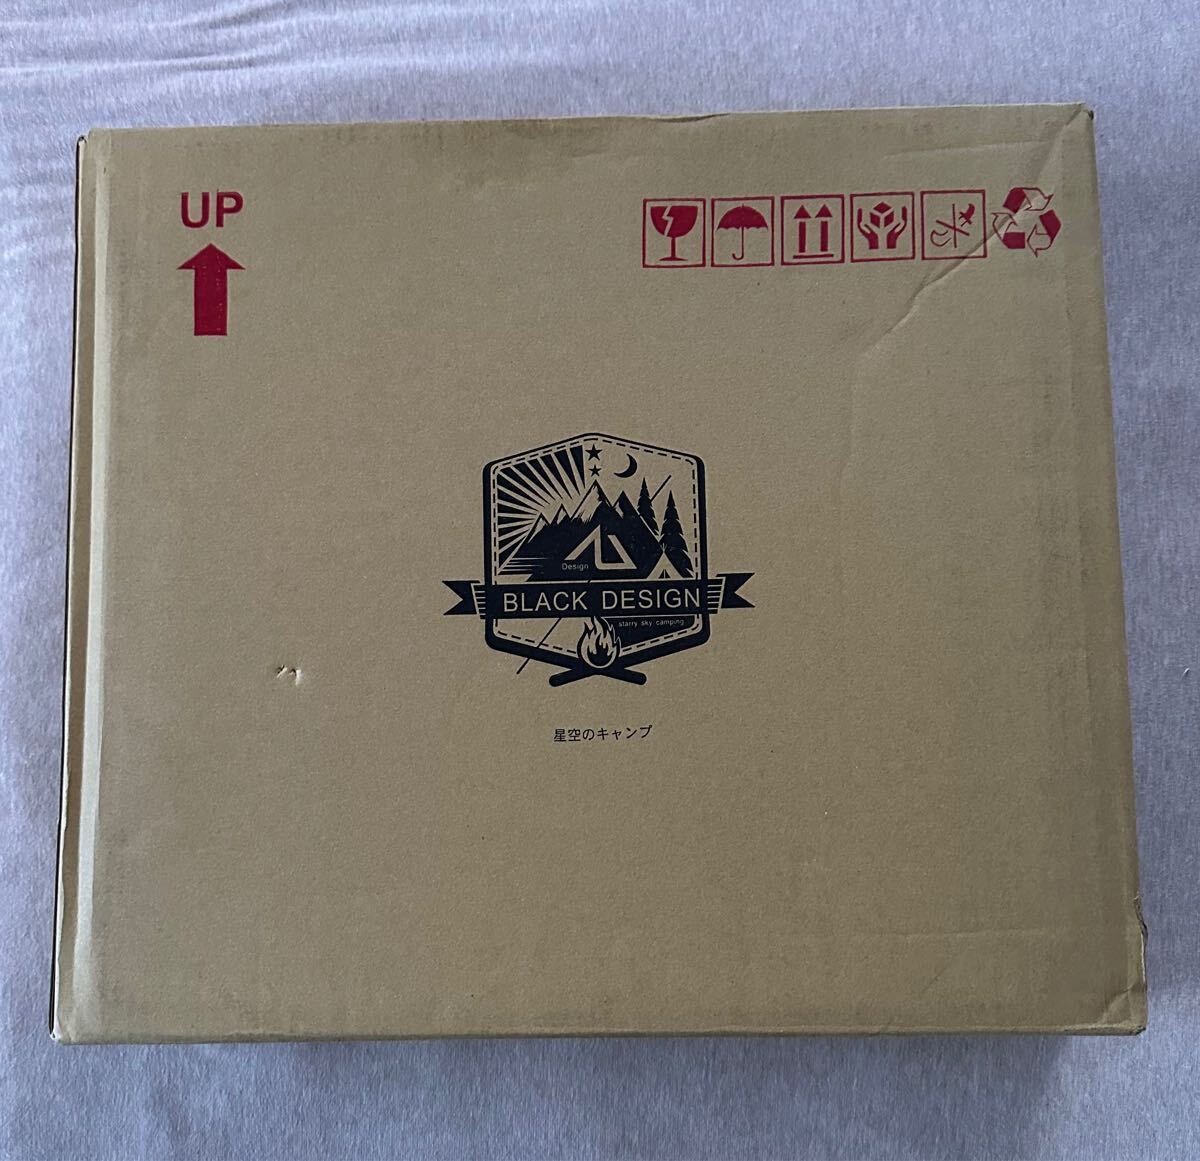 UP
Design
BLACK DESIGN
starry sky camping
星空のキャンプ